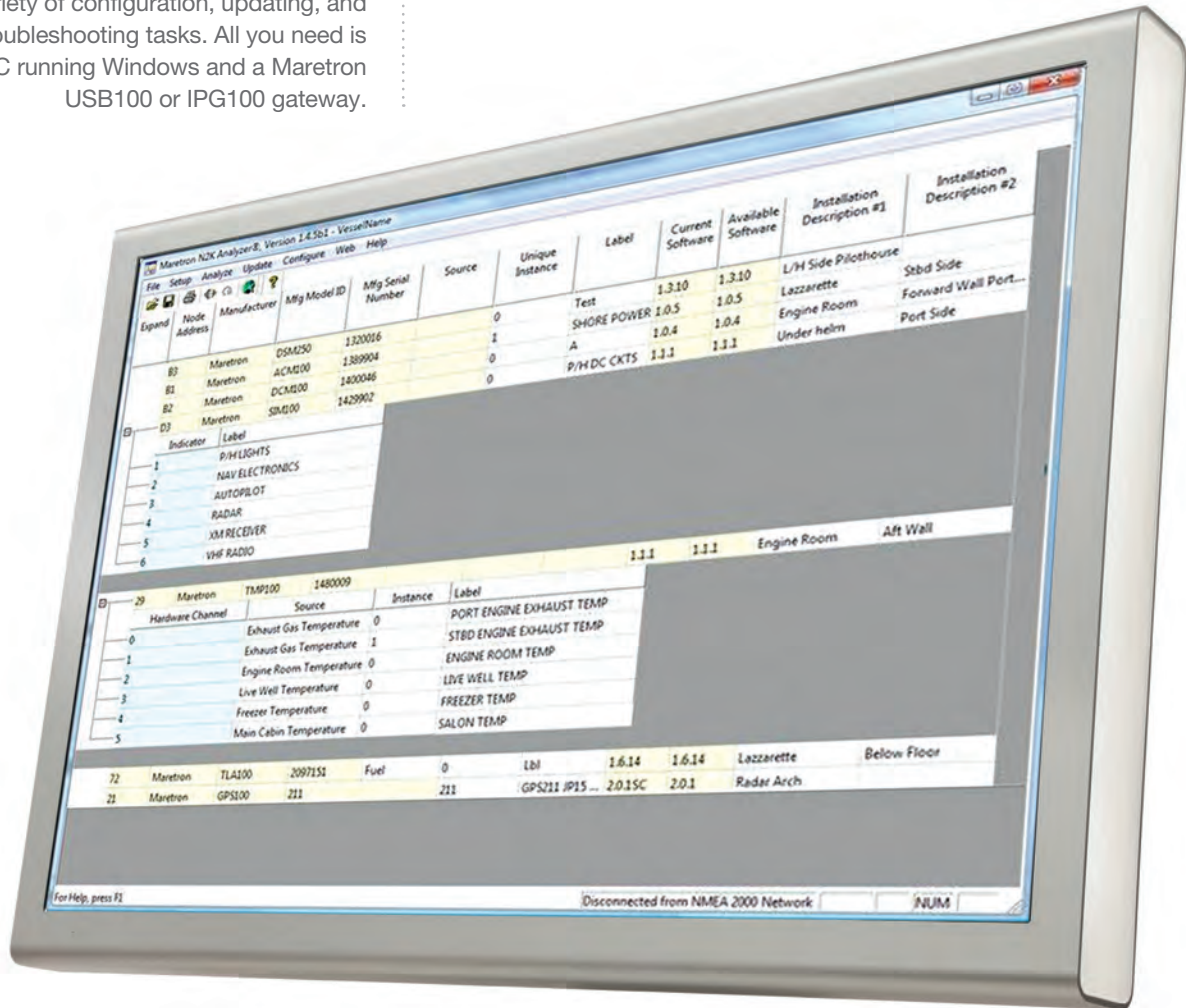 riety of configuration, updating, and
oubleshooting tasks. All you need is
C running Windows and a Maretron
USB100 or IPG100 gateway.
Maretron N2K Analyzer®, Version 1.4.5b1 - VesselName
File Setup Analyze Update Configure Web Help
Expand Node Address Manufacturer Mfg Model ID Mfg Serial Number Source Unique Instance Label Current Software Available Software Installation Description #1 Installation Description #2
B3 Maretron DSM250 1320016 0 Test 1.3.10 1.3.10 L/H Side Pilothouse
B1 Maretron ACM100 1389904 1 SHORE POWER 1.0.5 1.0.5 Lazzarette Stbd Side
B2 Maretron DCM100 1400046 0 A 1.0.4 1.0.4 Engine Room Forward Wall Port...
D3 Maretron SIM100 1429902 0 P/H DC CKTS 1.1.1 1.1.1 Under helm Port Side
Indicator Label
1 P/H LIGHTS
2 NAV ELECTRONICS
3 AUTOPILOT
4 RADAR
5 XM RECEIVER
6 VHF RADIO
29 Maretron TMP100 1480009 1.1.1 1.1.1 Engine Room Aft Wall
Hardware Channel Source Instance Label
0 Exhaust Gas Temperature 0 PORT ENGINE EXHAUST TEMP
1 Exhaust Gas Temperature 1 STBD ENGINE EXHAUST TEMP
2 Engine Room Temperature 0 ENGINE ROOM TEMP
3 Live Well Temperature 0 LIVE WELL TEMP
4 Freezer Temperature 0 FREEZER TEMP
5 Main Cabin Temperature 0 SALON TEMP
72 Maretron TLA100 2097151 Fuel 0 Lbl 1.6.14 1.6.14 Lazzarette Below Floor
21 Maretron GPS100 211 211 GPS211 JP15 ... 2.0.1SC 2.0.1 Radar Arch
For Help, press F1 Disconnected from NMEA 2000 Network NUM